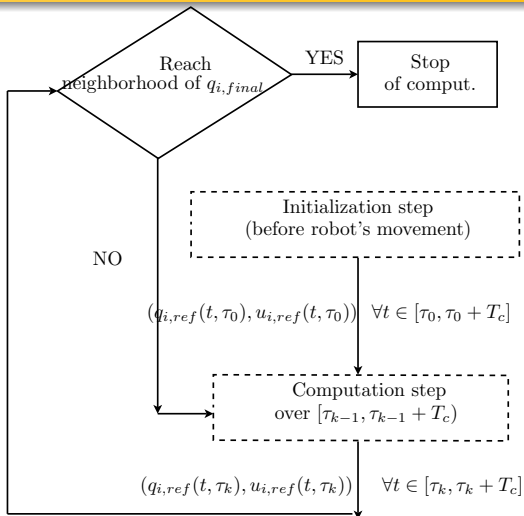 Reach
neighborhood of q_{i,final}
YES
Stop
of comput.
Initialization step
(before robot's movement)
NO
(q_{i,ref}(t, τ_0), u_{i,ref}(t, τ_0)) ∀t ∈ [τ_0, τ_0 + T_c]
Computation step
over [τ_{k−1}, τ_{k−1} + T_c)
(q_{i,ref}(t, τ_k), u_{i,ref}(t, τ_k)) ∀t ∈ [τ_k, τ_k + T_c]